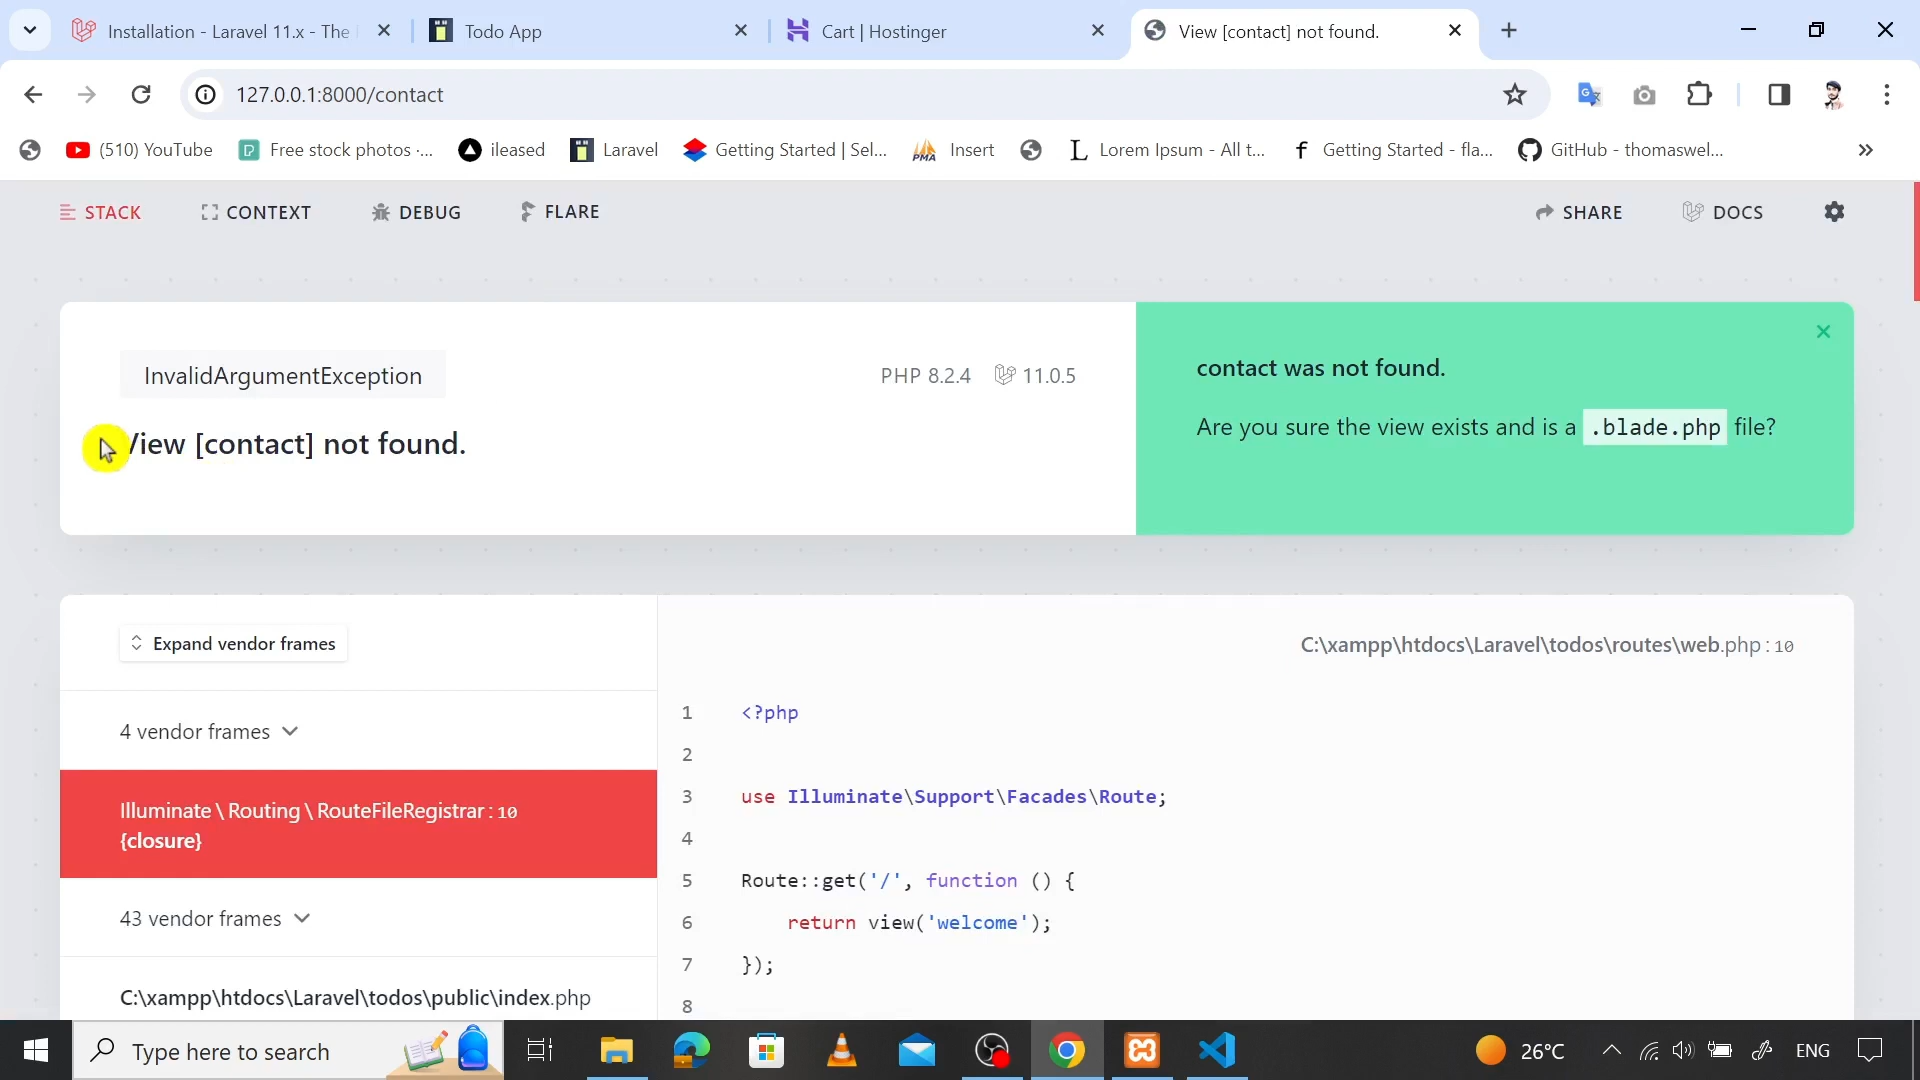 Installation - Laravel 11.x - The
Todo App
Cart | Hostinger
View [contact] not found.
127.0.0.1:8000/contact
(510) YouTube
Free stock photos ·...
ileased
Laravel
Getting Started | Sel...
Insert
Lorem Ipsum - All t...
Getting Started - fla...
GitHub - thomaswel...
STACK
CONTEXT
DEBUG
FLARE
SHARE
DOCS
InvalidArgumentException
PHP 8.2.4
11.0.5
View [contact] not found.
contact was not found.
Are you sure the view exists and is a .blade.php file?
Expand vendor frames
4 vendor frames
Illuminate \ Routing \ RouteFileRegistrar : 10
{closure}
43 vendor frames
C:\xampp\htdocs\Laravel\todos\public\index.php
C:\xampp\htdocs\Laravel\todos\routes\web.php : 10
1 <?php
2
3 use Illuminate\Support\Facades\Route;
4
5 Route::get('/', function () {
6 return view('welcome');
7 });
8
Type here to search
26°C
ENG